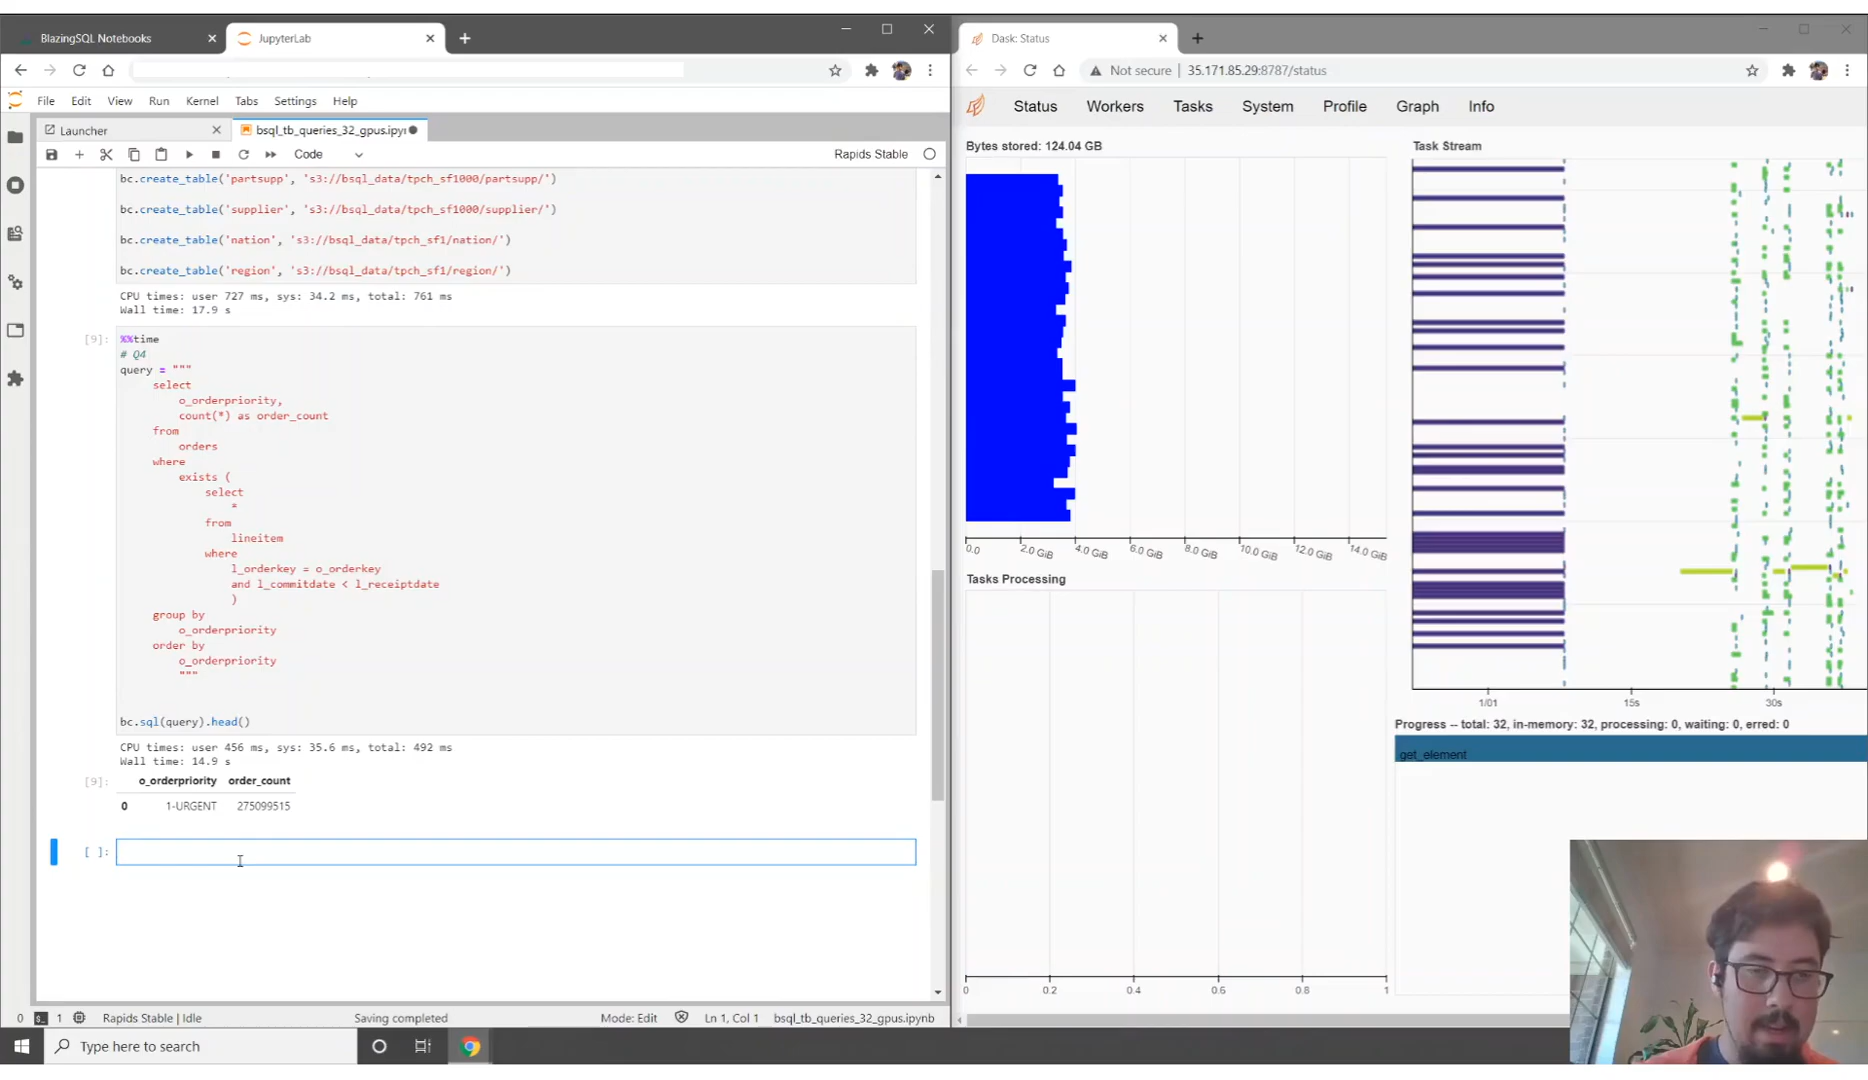 BlazingSQL Notebooks
JupyterLab
File Edit View Run Kernel Tabs Settings Help
Launcher
bsql_tb_queries_32_gpus.ipyn
Code
Rapids Stable
bc.create_table('partsupp', 's3://bsql_data/tpch_sf1000/partsupp/')
bc.create_table('supplier', 's3://bsql_data/tpch_sf1000/supplier/')
bc.create_table('nation', 's3://bsql_data/tpch_sf1/nation/')
bc.create_table('region', 's3://bsql_data/tpch_sf1/region/')
CPU times: user 727 ms, sys: 34.2 ms, total: 761 ms
Wall time: 17.9 s
[9]:
%%time
# Q4
query = """
select
o_orderpriority,
count(*) as order_count
from
orders
where
exists (
select
*
from
lineitem
where
l_orderkey = o_orderkey
and l_commitdate < l_receiptdate
)
group by
o_orderpriority
order by
o_orderpriority
"""
bc.sql(query).head()
CPU times: user 456 ms, sys: 35.6 ms, total: 492 ms
Wall time: 14.9 s
[9]:
o_orderpriority order_count
0 1-URGENT 275099515
[ ]:
0 1 Rapids Stable | Idle Saving completed Mode: Edit Ln 1, Col 1 bsql_tb_queries_32_gpus.ipynb
Type here to search
Dask: Status
Not secure 35.171.85.29:8787/status
Status Workers Tasks System Profile Graph Info
Bytes stored: 124.04 GB
0.0 2.0 GiB 4.0 GiB 6.0 GiB 8.0 GiB 10.0 GiB 12.0 GiB 14.0 GiB
Tasks Processing
0 0.2 0.4 0.6 0.8 1
Task Stream
1/01 15s 30s
Progress -- total: 32, in-memory: 32, processing: 0, waiting: 0, erred: 0
get_element